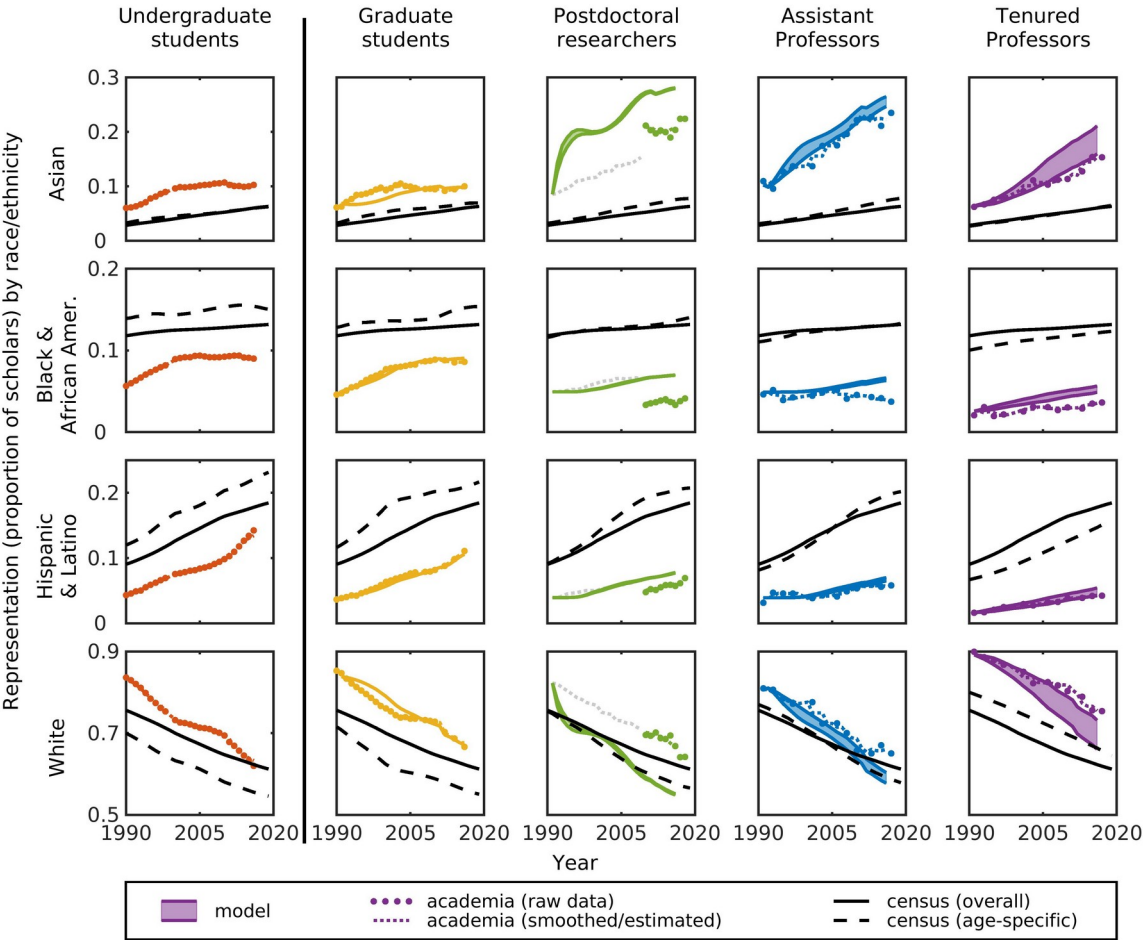 Undergraduate
students
Graduate
students
Postdoctoral
researchers
Assistant
Professors
Tenured
Professors
Representation (proportion of scholars) by race/ethnicity
Asian
0.3
0.2
0.1
0
Black &
African Amer.
0.2
0.1
0
Hispanic
& Latino
0.2
0.1
0
White
0.9
0.7
0.5
1990 2005 2020 1990 2005 2020 1990 2005 2020 1990 2005 2020 1990 2005 2020
Year
model
academia (raw data)
academia (smoothed/estimated)
census (overall)
census (age-specific)